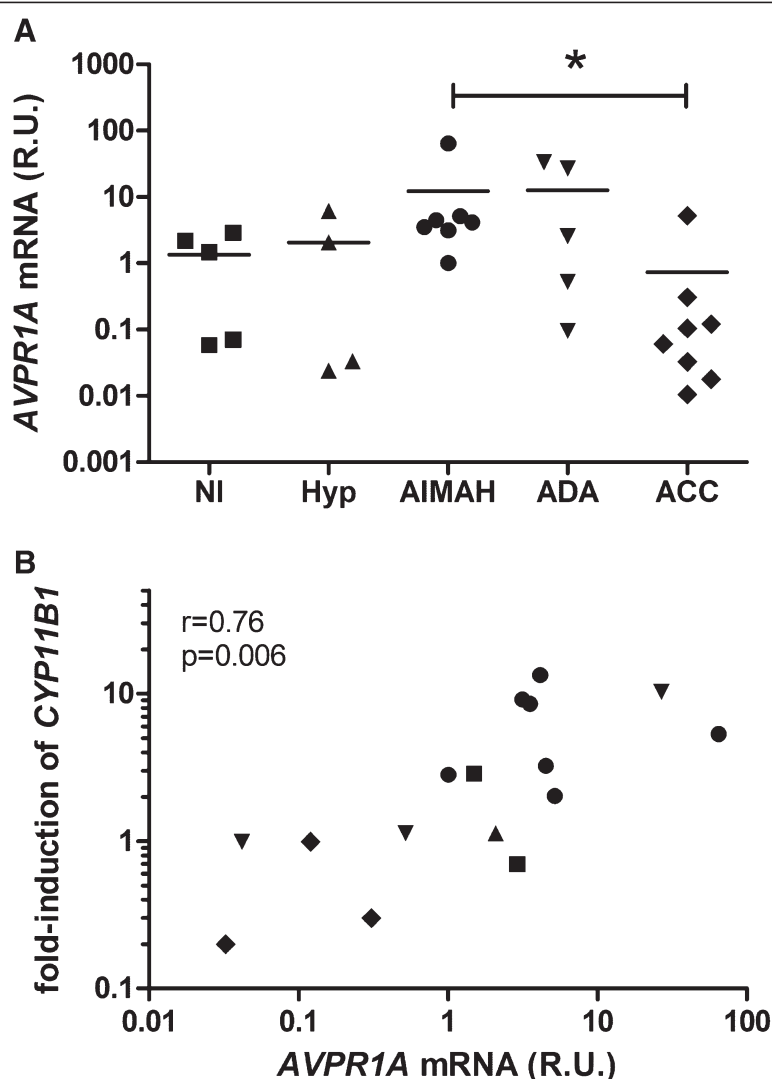 A
AVPR1A mRNA (R.U.)
1000
100
10
1
0.1
0.01
0.001
*
NI Hyp AIMAH ADA ACC
B
fold-induction of CYP11B1
r=0.76
p=0.006
10
1
0.1
0.01 0.1 1 10 100
AVPR1A mRNA (R.U.)